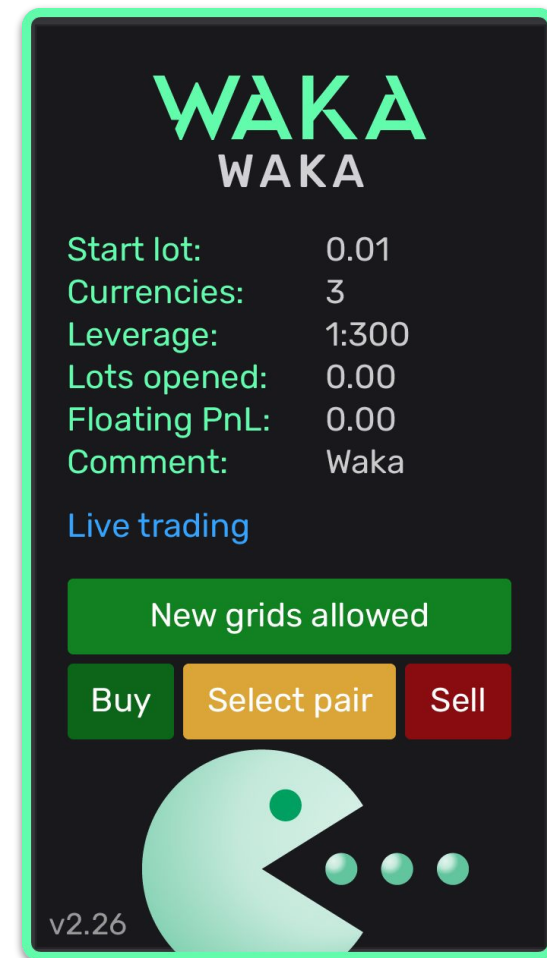 WAKA
WAKA
Start lot: 0.01
Currencies: 3
Leverage: 1:300
Lots opened: 0.00
Floating PnL: 0.00
Comment: Waka
Live trading
New grids allowed
Buy Select pair Sell
v2.26